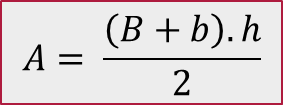 A = (B + b). h / 2